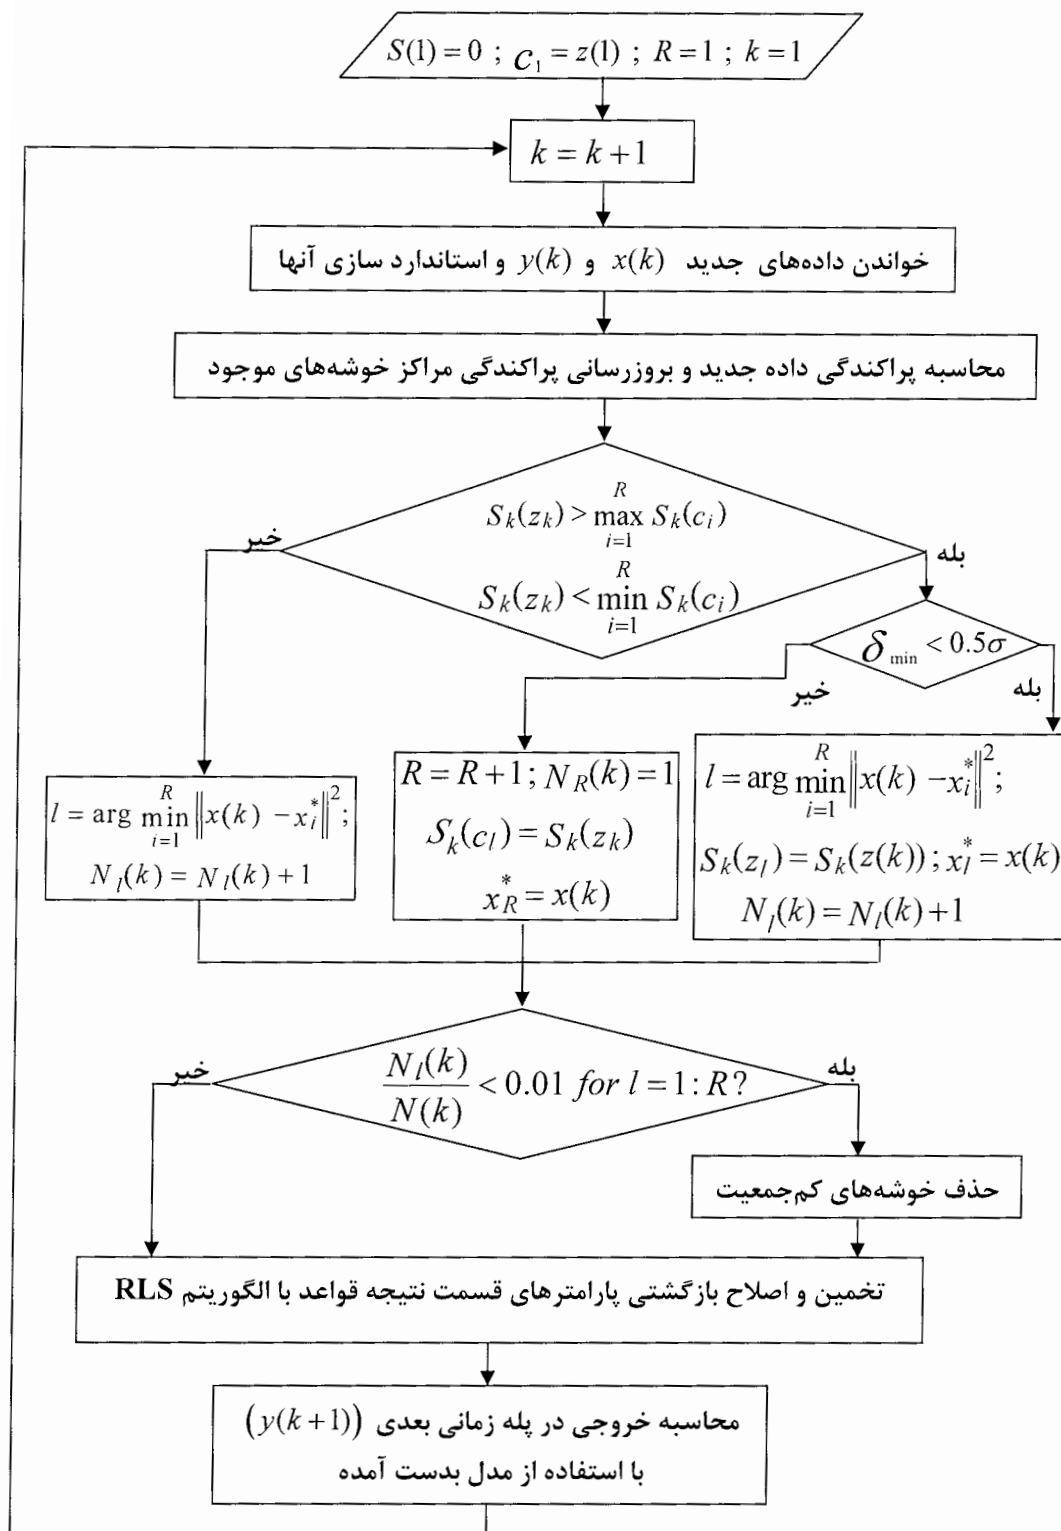 S(1) = 0 ; c₁ = z(1) ; R = 1 ; k = 1
k = k + 1
خواندن داده‌های جدید x(k) و y(k) و استاندارد سازی آنها
محاسبه پراکندگی داده جدید و بروزرسانی پراکندگی مراکز خوشه‌های موجود
S_k(z_k) > max_{i=1}^{R} S_k(c_i)
S_k(z_k) < min_{i=1}^{R} S_k(c_i)
خیر
بله
δ_min < 0.5σ
خیر
بله
l = arg min_{i=1}^{R} ‖x(k) − x_i^*‖²;
N_l(k) = N_l(k) + 1
R = R + 1 ; N_R(k) = 1
S_k(c_l) = S_k(z_k)
x_R^* = x(k)
l = arg min_{i=1}^{R} ‖x(k) − x_i^*‖²;
S_k(z_l) = S_k(z(k)) ; x_l^* = x(k)
N_l(k) = N_l(k) + 1
خیر
N_l(k)/N(k) < 0.01 for l = 1 : R ?
بله
حذف خوشه‌های کم‌جمعیت
تخمین و اصلاح بازگشتی پارامترهای قسمت نتیجه قواعد با الگوریتم RLS
محاسبه خروجی در پله زمانی بعدی (y(k+1))
با استفاده از مدل بدست آمده